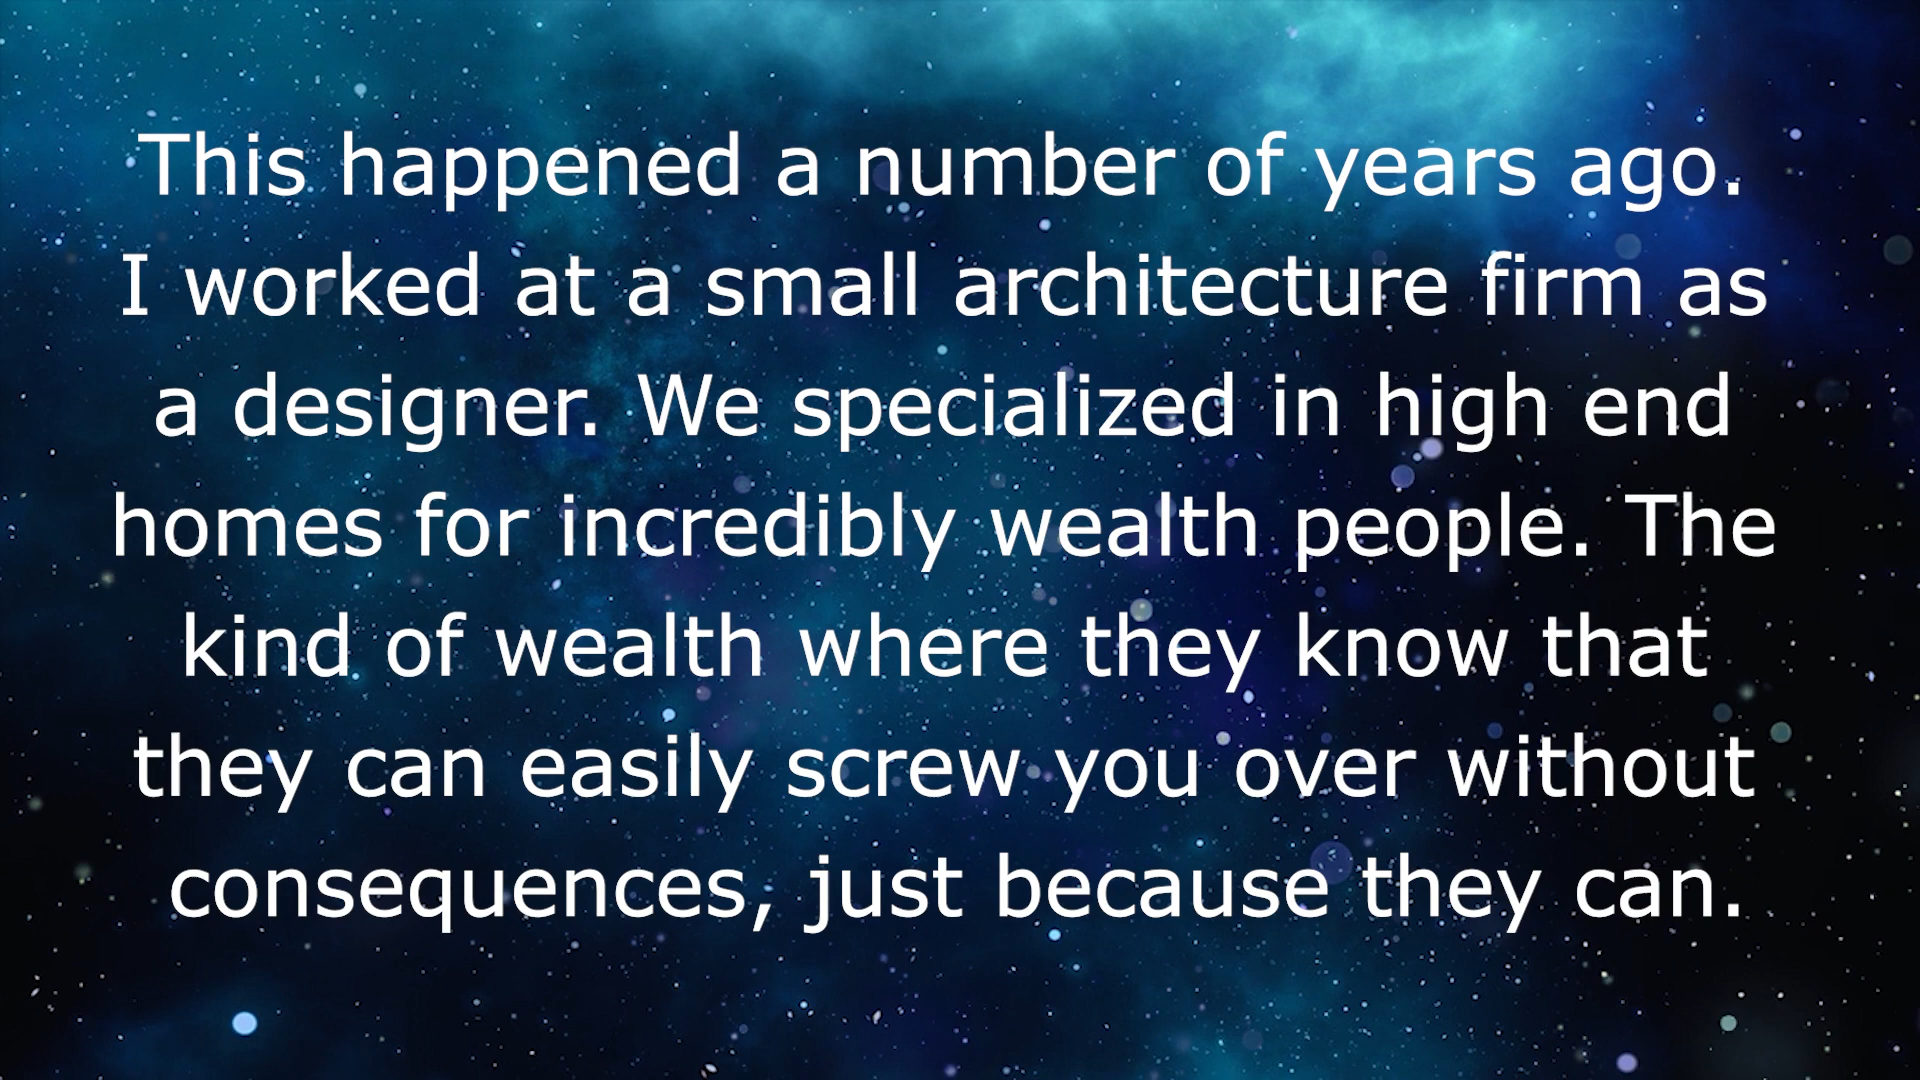 This happened a number of years ago.
I worked at a small architecture firm as
a designer. We specialized in high end
homes for incredibly wealth people. The
kind of wealth where they know that
they can easily screw you over without
consequences, just because they can.